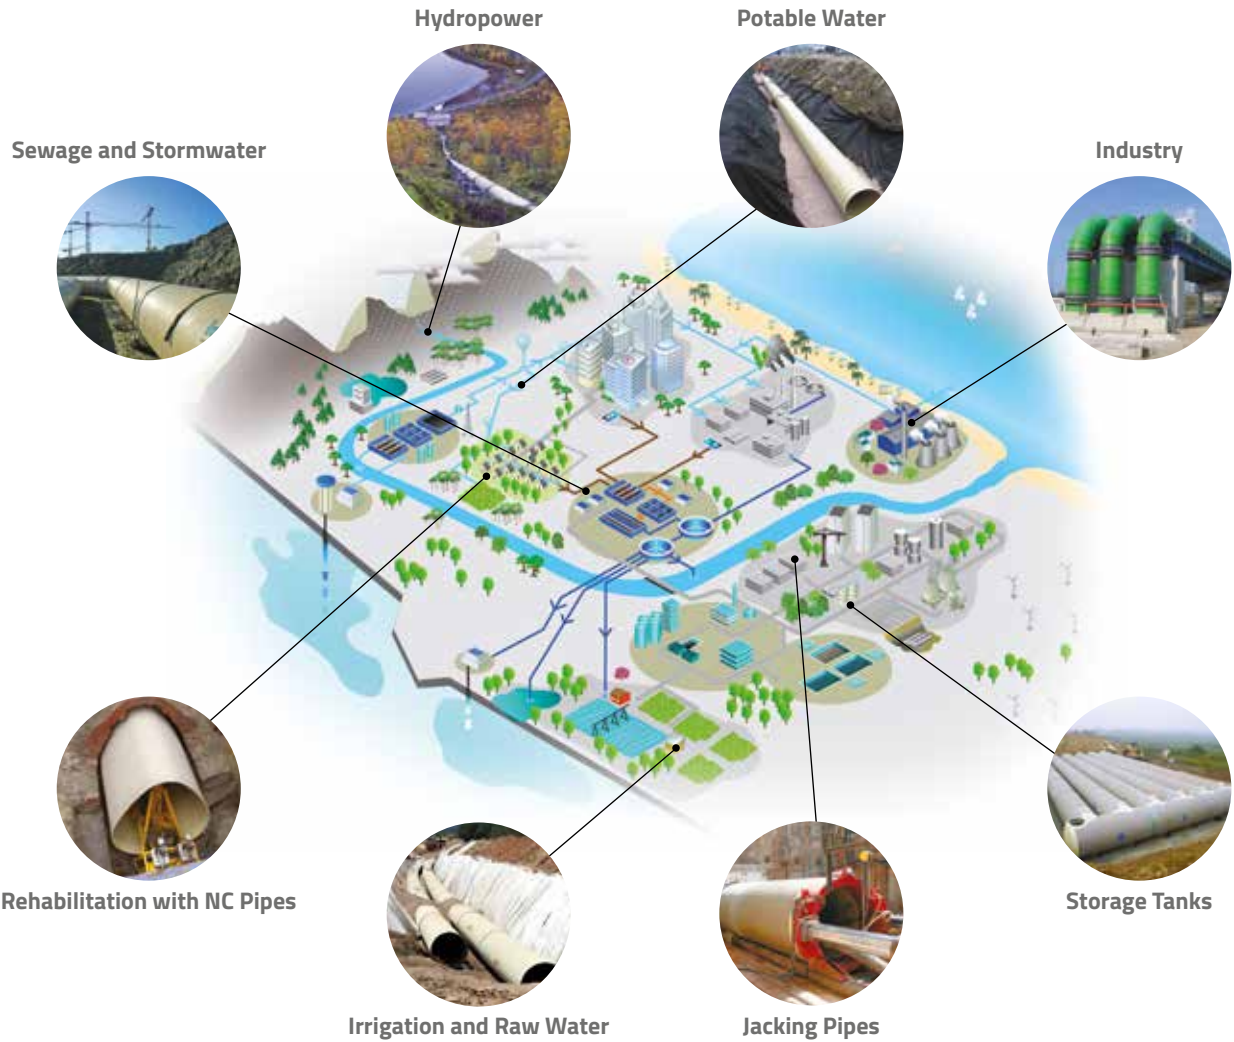 Hydropower
Potable Water
Sewage and Stormwater
Industry
Rehabilitation with NC Pipes
Storage Tanks
Irrigation and Raw Water
Jacking Pipes